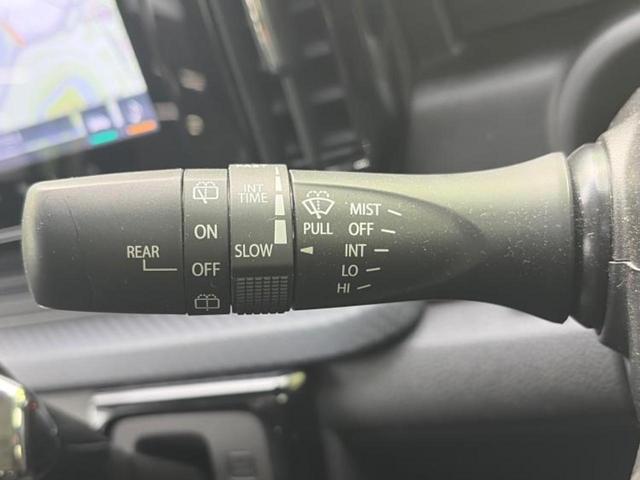 INT
TIME
SLOW
ON
REAR
OFF
PULL
MIST
OFF
INT
LO
HI